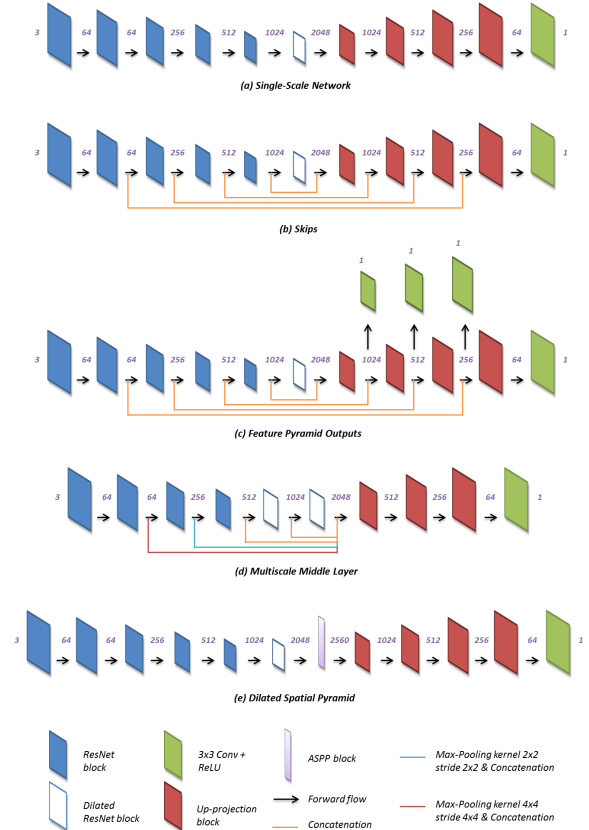 3 64 64 256 512 1024 2048 1024 512 256 64 1
(a) Single-Scale Network
3 64 64 256 512 1024 2048 1024 512 256 64 1
(b) Skips
1 1 1
3 64 64 256 512 1024 2048 1024 512 256 64 1
(c) Feature Pyramid Outputs
3 64 64 256 512 1024 2048 512 256 64 1
(d) Multiscale Middle Layer
3 64 64 256 512 1024 2048 2560 1024 512 256 64 1
(e) Dilated Spatial Pyramid
ResNet
block
3x3 Conv +
ReLU
ASPP block
Max-Pooling kernel 2x2
stride 2x2 & Concatenation
Dilated
ResNet block
Up-projection
block
Forward flow
Concatenation
Max-Pooling kernel 4x4
stride 4x4 & Concatenation